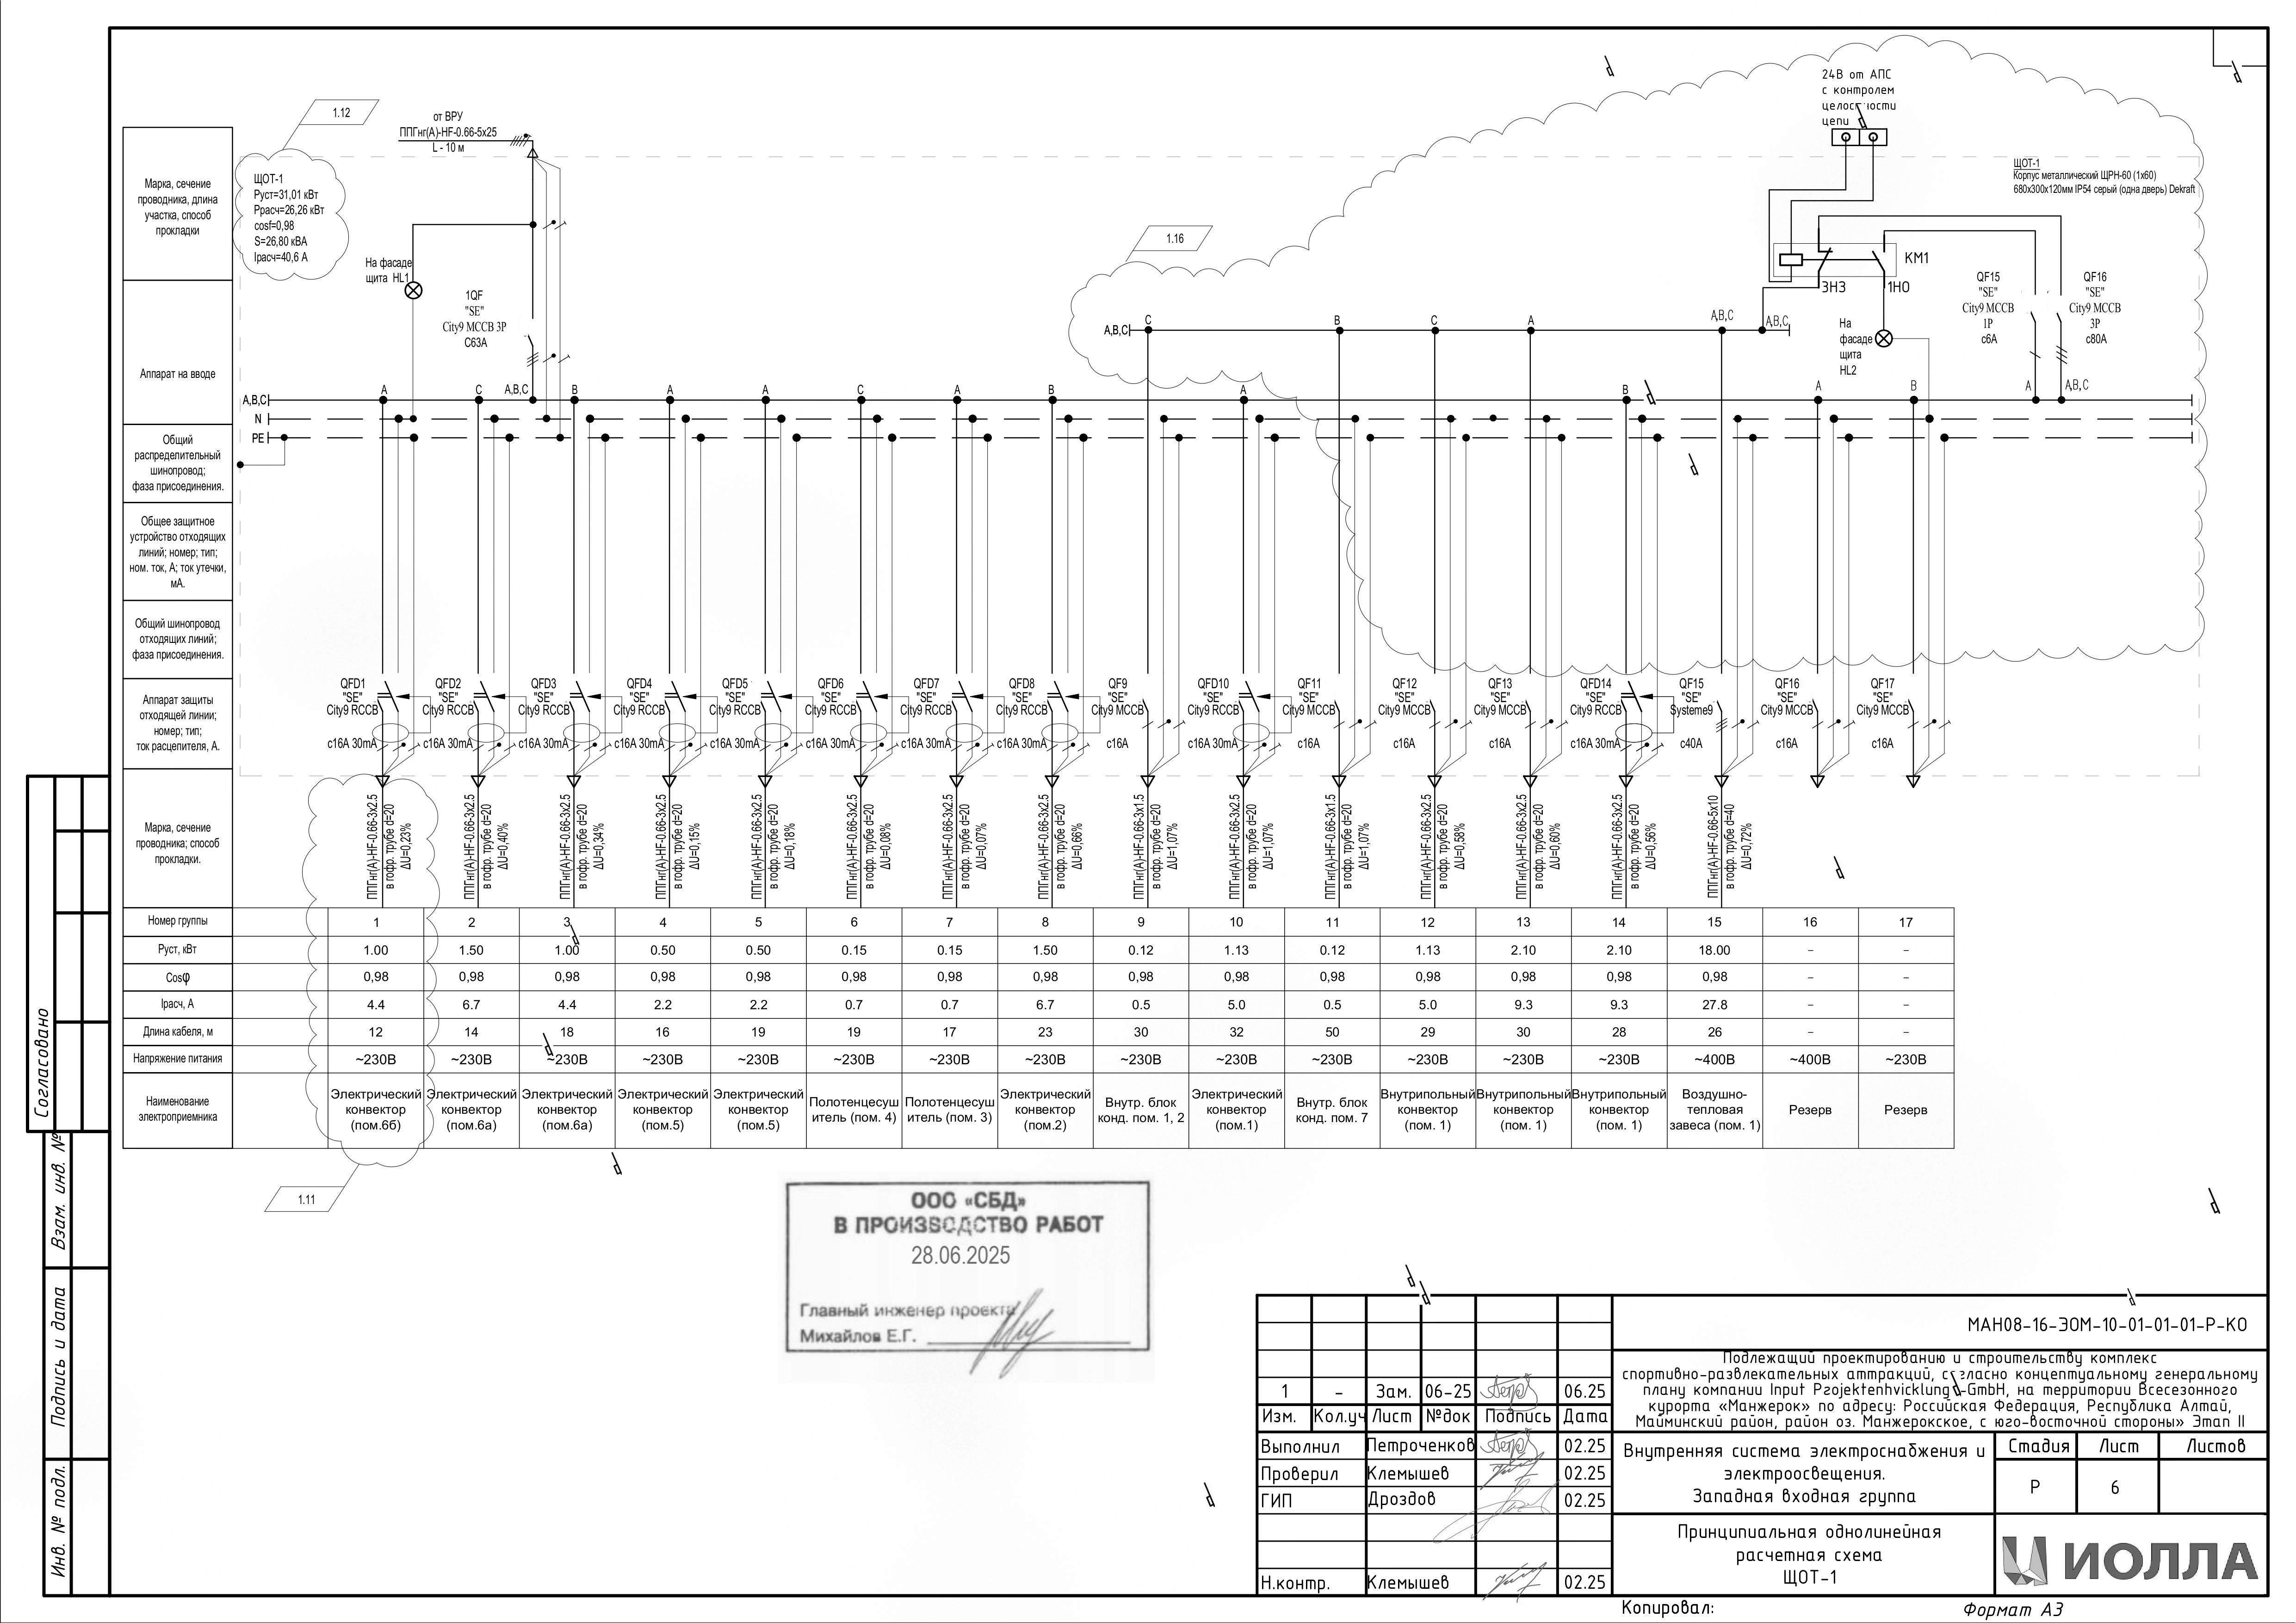 1.12
от ВРУ
ППГнг(А)-HF-0.66-5x25
L - 10 м
ЩОТ-1
Руст=31,01 кВт
Ррасч=26,26 кВт
cosf=0,98
S=26,80 кВА
Iрасч=40,6 А
На фасаде
щита HL1
1QF
"SE"
City9 MCCB 3P
C63A
24В от АПС
с контролем
целостности
цепи
ЩОТ-1
Корпус металлический ЩРН-60 (1x60)
680x300x120мм IP54 серый (одна дверь) Dekraft
1.16
KM1
3НЗ
1НО
На
фасаде
щита
HL2
QF15
"SE"
City9 MCCB
1P
c6A
QF16
"SE"
City9 MCCB
3P
c80A
A,B,C C B C A A,B,C A,B,C
A,B,C A C A,B,C B A A C A B A B A B A A,B,C
N
PE
Марка, сечение
проводника, длина
участка, способ
прокладки
Аппарат на вводе
Общий
распределительный
шинопровод;
фаза присоединения.
Общее защитное
устройство отходящих
линий; номер; тип;
ном. ток, А; ток утечки,
мА.
Общий шинопровод
отходящих линий;
фаза присоединения.
Аппарат защиты
отходящей линии;
номер; тип;
ток расцепителя, А.
Марка, сечение
проводника; способ
прокладки.
QFD1 QFD2 QFD3 QFD4 QFD5 QFD6 QFD7 QFD8 QF9 QFD10 QF11 QF12 QF13 QFD14 QF15 QF16 QF17
"SE" "SE" "SE" "SE" "SE" "SE" "SE" "SE" "SE" "SE" "SE" "SE" "SE" "SE" "SE" "SE" "SE"
City9 RCCB City9 RCCB City9 RCCB City9 RCCB City9 RCCB City9 RCCB City9 RCCB City9 RCCB City9 MCCB City9 RCCB City9 MCCB City9 MCCB City9 MCCB City9 RCCB Systeme9 City9 MCCB City9 MCCB
c16A 30mA c16A 30mA c16A 30mA c16A 30mA c16A 30mA c16A 30mA c16A 30mA c16A 30mA c16A c16A 30mA c16A c16A c16A c16A 30mA c40A c16A c16A
ППГнг(А)-HF-0.66-3x2.5
в гофр. трубе d=20
ΔU=0,23%
ППГнг(А)-HF-0.66-3x2.5
в гофр. трубе d=20
ΔU=0,40%
ППГнг(А)-HF-0.66-3x2.5
в гофр. трубе d=20
ΔU=0,34%
ППГнг(А)-HF-0.66-3x2.5
в гофр. трубе d=20
ΔU=0,15%
ППГнг(А)-HF-0.66-3x2.5
в гофр. трубе d=20
ΔU=0,18%
ППГнг(А)-HF-0.66-3x2.5
в гофр. трубе d=20
ΔU=0,08%
ППГнг(А)-HF-0.66-3x2.5
в гофр. трубе d=20
ΔU=0,07%
ППГнг(А)-HF-0.66-3x2.5
в гофр. трубе d=20
ΔU=0,66%
ППГнг(А)-HF-0.66-3x1.5
в гофр. трубе d=20
ΔU=1,07%
ППГнг(А)-HF-0.66-3x2.5
в гофр. трубе d=20
ΔU=1,07%
ППГнг(А)-HF-0.66-3x1.5
в гофр. трубе d=20
ΔU=1,07%
ППГнг(А)-HF-0.66-3x2.5
в гофр. трубе d=20
ΔU=0,58%
ППГнг(А)-HF-0.66-3x2.5
в гофр. трубе d=20
ΔU=0,60%
ППГнг(А)-HF-0.66-3x2.5
в гофр. трубе d=20
ΔU=0,56%
ППГнг(А)-HF-0.66-5x10
в гофр. трубе d=40
ΔU=0,72%
Номер группы 1 2 3 4 5 6 7 8 9 10 11 12 13 14 15 16 17
Руст, кВт 1.00 1.50 1.00 0.50 0.50 0.15 0.15 1.50 0.12 1.13 0.12 1.13 2.10 2.10 18.00 – –
Cosφ 0,98 0,98 0,98 0,98 0,98 0,98 0,98 0,98 0,98 0,98 0,98 0,98 0,98 0,98 0,98 – –
Iрасч, А 4.4 6.7 4.4 2.2 2.2 0.7 0.7 6.7 0.5 5.0 0.5 5.0 9.3 9.3 27.8 – –
Длина кабеля, м 12 14 18 16 19 19 17 23 30 32 50 29 30 28 26 – –
Напряжение питания ~230В ~230В ~230В ~230В ~230В ~230В ~230В ~230В ~230В ~230В ~230В ~230В ~230В ~230В ~400В ~400В ~230В
Наименование
электроприемника
Электрический
конвектор
(пом.6б)
Электрический
конвектор
(пом.6а)
Электрический
конвектор
(пом.6а)
Электрический
конвектор
(пом.5)
Электрический
конвектор
(пом.5)
Полотенцесуш
итель (пом. 4)
Полотенцесуш
итель (пом. 3)
Электрический
конвектор
(пом.2)
Внутр. блок
конд. пом. 1, 2
Электрический
конвектор
(пом.1)
Внутр. блок
конд. пом. 7
Внутрипольный
конвектор
(пом. 1)
Внутрипольный
конвектор
(пом. 1)
Внутрипольный
конвектор
(пом. 1)
Воздушно-
тепловая
завеса (пом. 1)
Резерв
Резерв
1.11
ООО «СБД»
В ПРОИЗВОДСТВО РАБОТ
28.06.2025
Главный инженер проекта
Михайлов Е.Г.
Согласовано
Взам. инв. №
Подпись и дата
Инв. № подл.
МАН08-16-ЭОМ-10-01-01-01-Р-КО
Подлежащий проектированию и строительству комплекс
спортивно-развлекательных аттракций, согласно концептуальному генеральному
плану компании Input Projektenhvicklung -GmbH, на территории Всесезонного
курорта «Манжерок» по адресу: Российская Федерация, Республика Алтай,
Майминский район, район оз. Манжерокское, с юго-восточной стороны» Этап II
1 - Зам. 06-25 06.25
Изм. Кол.уч Лист №док Подпись Дата
Выполнил Петроченков 02.25
Проверил Клемышев 02.25
ГИП Дроздов 02.25
Н.контр. Клемышев 02.25
Внутренняя система электроснабжения и
электроосвещения.
Западная входная группа
Стадия Лист Листов
Р 6
Принципиальная однолинейная
расчетная схема
ЩОТ-1
ИОЛЛА
Копировал:
Формат А3